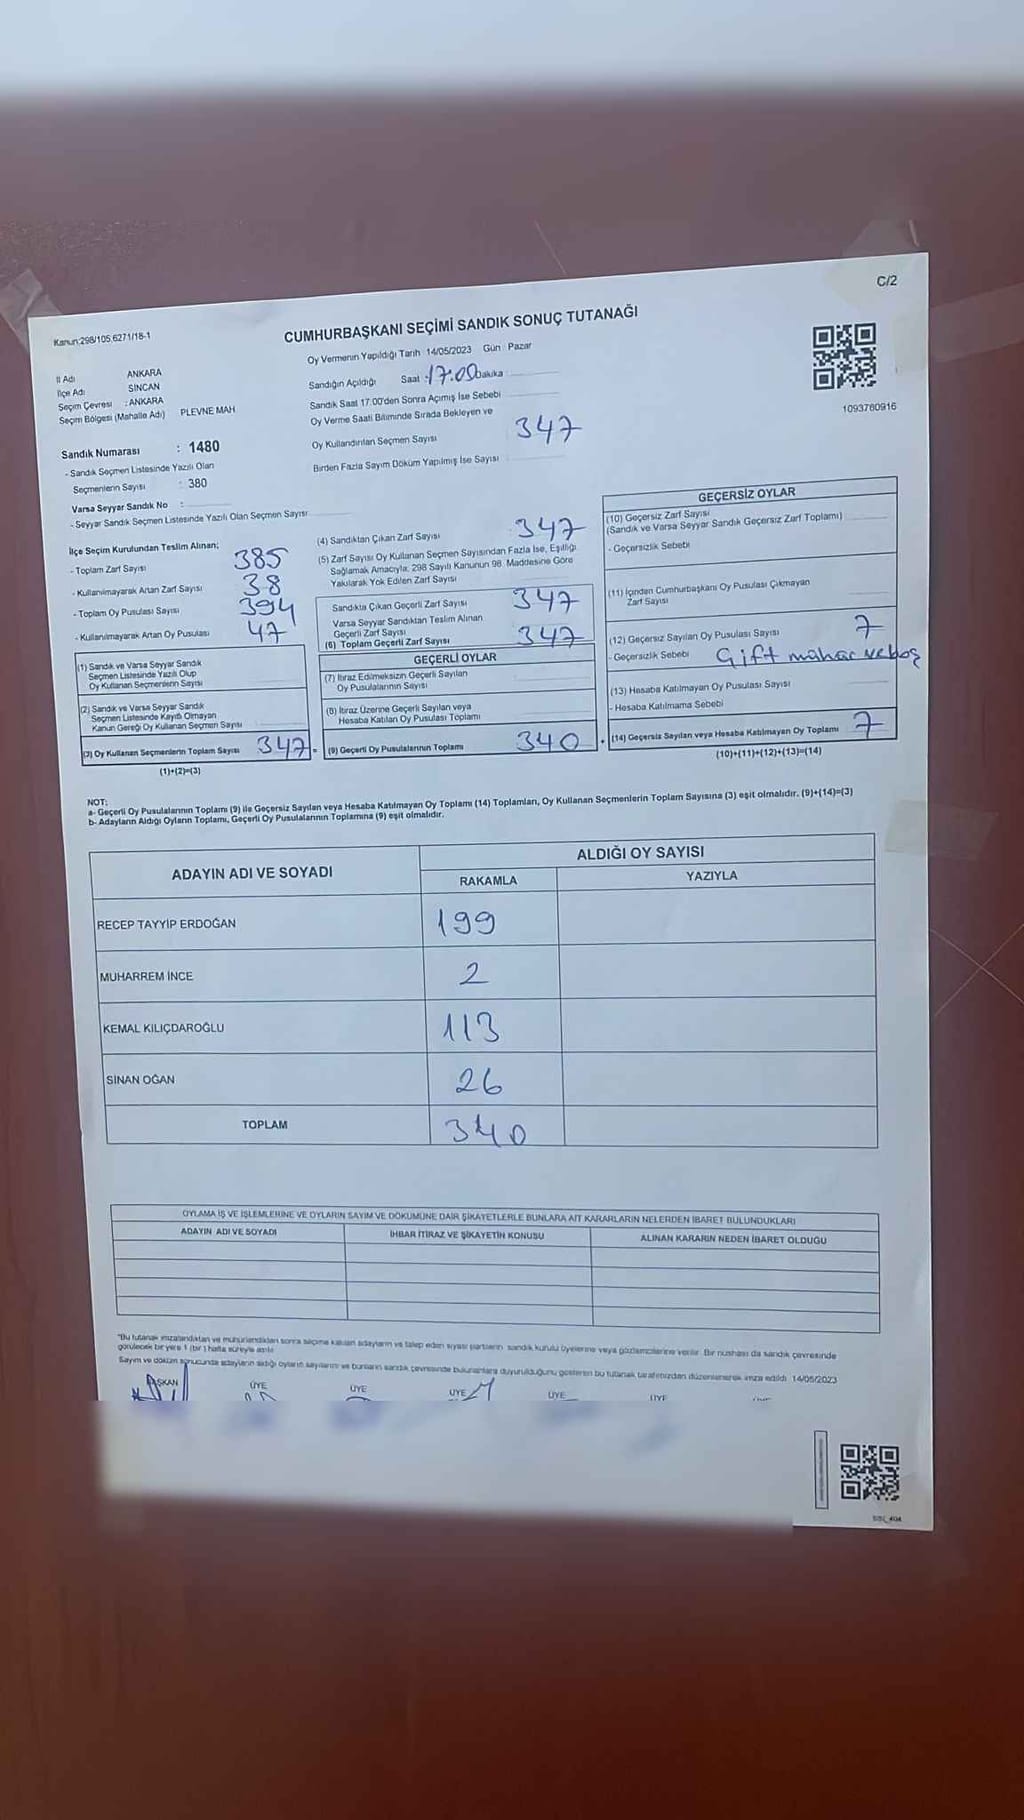 C/2
Kanun:298/105.6271/18-1
CUMHURBAŞKANI SEÇİMİ SANDIK SONUÇ TUTANAĞI
Oy Vermenin Yapıldığı Tarih 14/05/2023 Gün Pazar
İl Adı ANKARA
İlçe Adı SİNCAN
Seçim Çevresi : ANKARA
Seçim Bölgesi (Mahalle Adı) PLEVNE MAH
Sandığın Açıldığı Saat : 17:00 Dakika
Sandık Saat 17.00'den Sonra Açımış İse Sebebi
Oy Verme Saati Bitiminde Sırada Bekleyen ve
Oy Kullandırılan Seçmen Sayısı 347
Birden Fazla Sayım Döküm Yapılmış İse Sayısı
1093760916
Sandık Numarası : 1480
- Sandık Seçmen Listesinde Yazılı Olan
Seçmenlerin Sayısı : 380
Varsa Seyyar Sandık No :
- Seyyar Sandık Seçmen Listesinde Yazılı Olan Seçmen Sayısı
İlçe Seçim Kurulundan Teslim Alınan;
- Toplam Zarf Sayısı 385
- Kullanılmayarak Artan Zarf Sayısı 38
- Toplam Oy Pusulası Sayısı 394
- Kullanılmayarak Artan Oy Pusulası 47
(1) Sandık ve Varsa Seyyar Sandık
Seçmen Listesinde Yazılı Olup
Oy Kullanan Seçmenlerin Sayısı
(2) Sandık ve Varsa Seyyar Sandık
Seçmen Listesinde Kayıtlı Olmayan
Kanun Gereği Oy Kullanan Seçmen Sayısı
(3) Oy Kullanan Seçmenlerin Toplam Sayısı 347 =
(1)+(2)=(3)
(4) Sandıktan Çıkan Zarf Sayısı 347
(5) Zarf Sayısı Oy Kullanan Seçmen Sayısından Fazla İse, Eşitliği
Sağlamak Amacıyla; 298 Sayılı Kanunun 98. Maddesine Göre
Yakılarak Yok Edilen Zarf Sayısı
Sandıkta Çıkan Geçerli Zarf Sayısı 347
Varsa Seyyar Sandıktan Teslim Alınan
Geçerli Zarf Sayısı
(6) Toplam Geçerli Zarf Sayısı 347
GEÇERLİ OYLAR
(7) İtiraz Edilmeksizin Geçerli Sayılan
Oy Pusulalarının Sayısı
(8) İtiraz Üzerine Geçerli Sayılan veya
Hesaba Katılan Oy Pusulası Toplamı
(9) Geçerli Oy Pusulalarının Toplamı 340 +
GEÇERSİZ OYLAR
(10) Geçersiz Zarf Sayısı
(Sandık ve Varsa Seyyar Sandık Geçersiz Zarf Toplamı)
- Geçersizlik Sebebi
(11) İçinden Cumhurbaşkanı Oy Pusulası Çıkmayan
Zarf Sayısı
(12) Geçersiz Sayılan Oy Pusulası Sayısı 7
- Geçersizlik Sebebi Çift mühür ve boş
(13) Hesaba Katılmayan Oy Pusulası Sayısı
- Hesaba Katılmama Sebebi
(14) Geçersiz Sayılan veya Hesaba Katılmayan Oy Toplamı 7
(10)+(11)+(12)+(13)=(14)
NOT:
a- Geçerli Oy Pusulalarının Toplamı (9) ile Geçersiz Sayılan veya Hesaba Katılmayan Oy Toplamı (14) Toplamları, Oy Kullanan Seçmenlerin Toplam Sayısına (3) eşit olmalıdır. (9)+(14)=(3)
b- Adayların Aldığı Oyların Toplamı, Geçerli Oy Pusulalarının Toplamına (9) eşit olmalıdır.
ADAYIN ADI VE SOYADI
ALDIĞI OY SAYISI
RAKAMLA YAZIYLA
RECEP TAYYİP ERDOĞAN 199
MUHARREM İNCE 2
KEMAL KILIÇDAROĞLU 113
SİNAN OĞAN 26
TOPLAM 340
OYLAMA İŞ VE İŞLEMLERİNE VE OYLARIN SAYIM VE DÖKÜMÜNE DAİR ŞİKAYETLERLE BUNLARA AİT KARARLARIN NELERDEN İBARET BULUNDUKLARI
ADAYIN ADI VE SOYADI İHBAR İTİRAZ VE ŞİKAYETİN KONUSU ALINAN KARARIN NEDEN İBARET OLDUĞU
*Bu tutanak imzalandıktan ve mühürlendikten sonra seçime katılan adayların ve talep eden siyasi partilerin sandık kurulu üyelerine veya gözlemcilerine verilir. Bir nüshası da sandık çevresinde
görülecek bir yere 1 (bir) hafta süreyle asılır.
Sayım ve döküm sonucunda adayların aldığı oyların sayılarını ve bunların sandık çevresinde bulunanlara duyurulduğunu gösteren bu tutanak tarafımızdan düzenlenerek imza edildi. 14/05/2023
BAŞKAN ÜYE ÜYE ÜYE ÜYE ÜYE